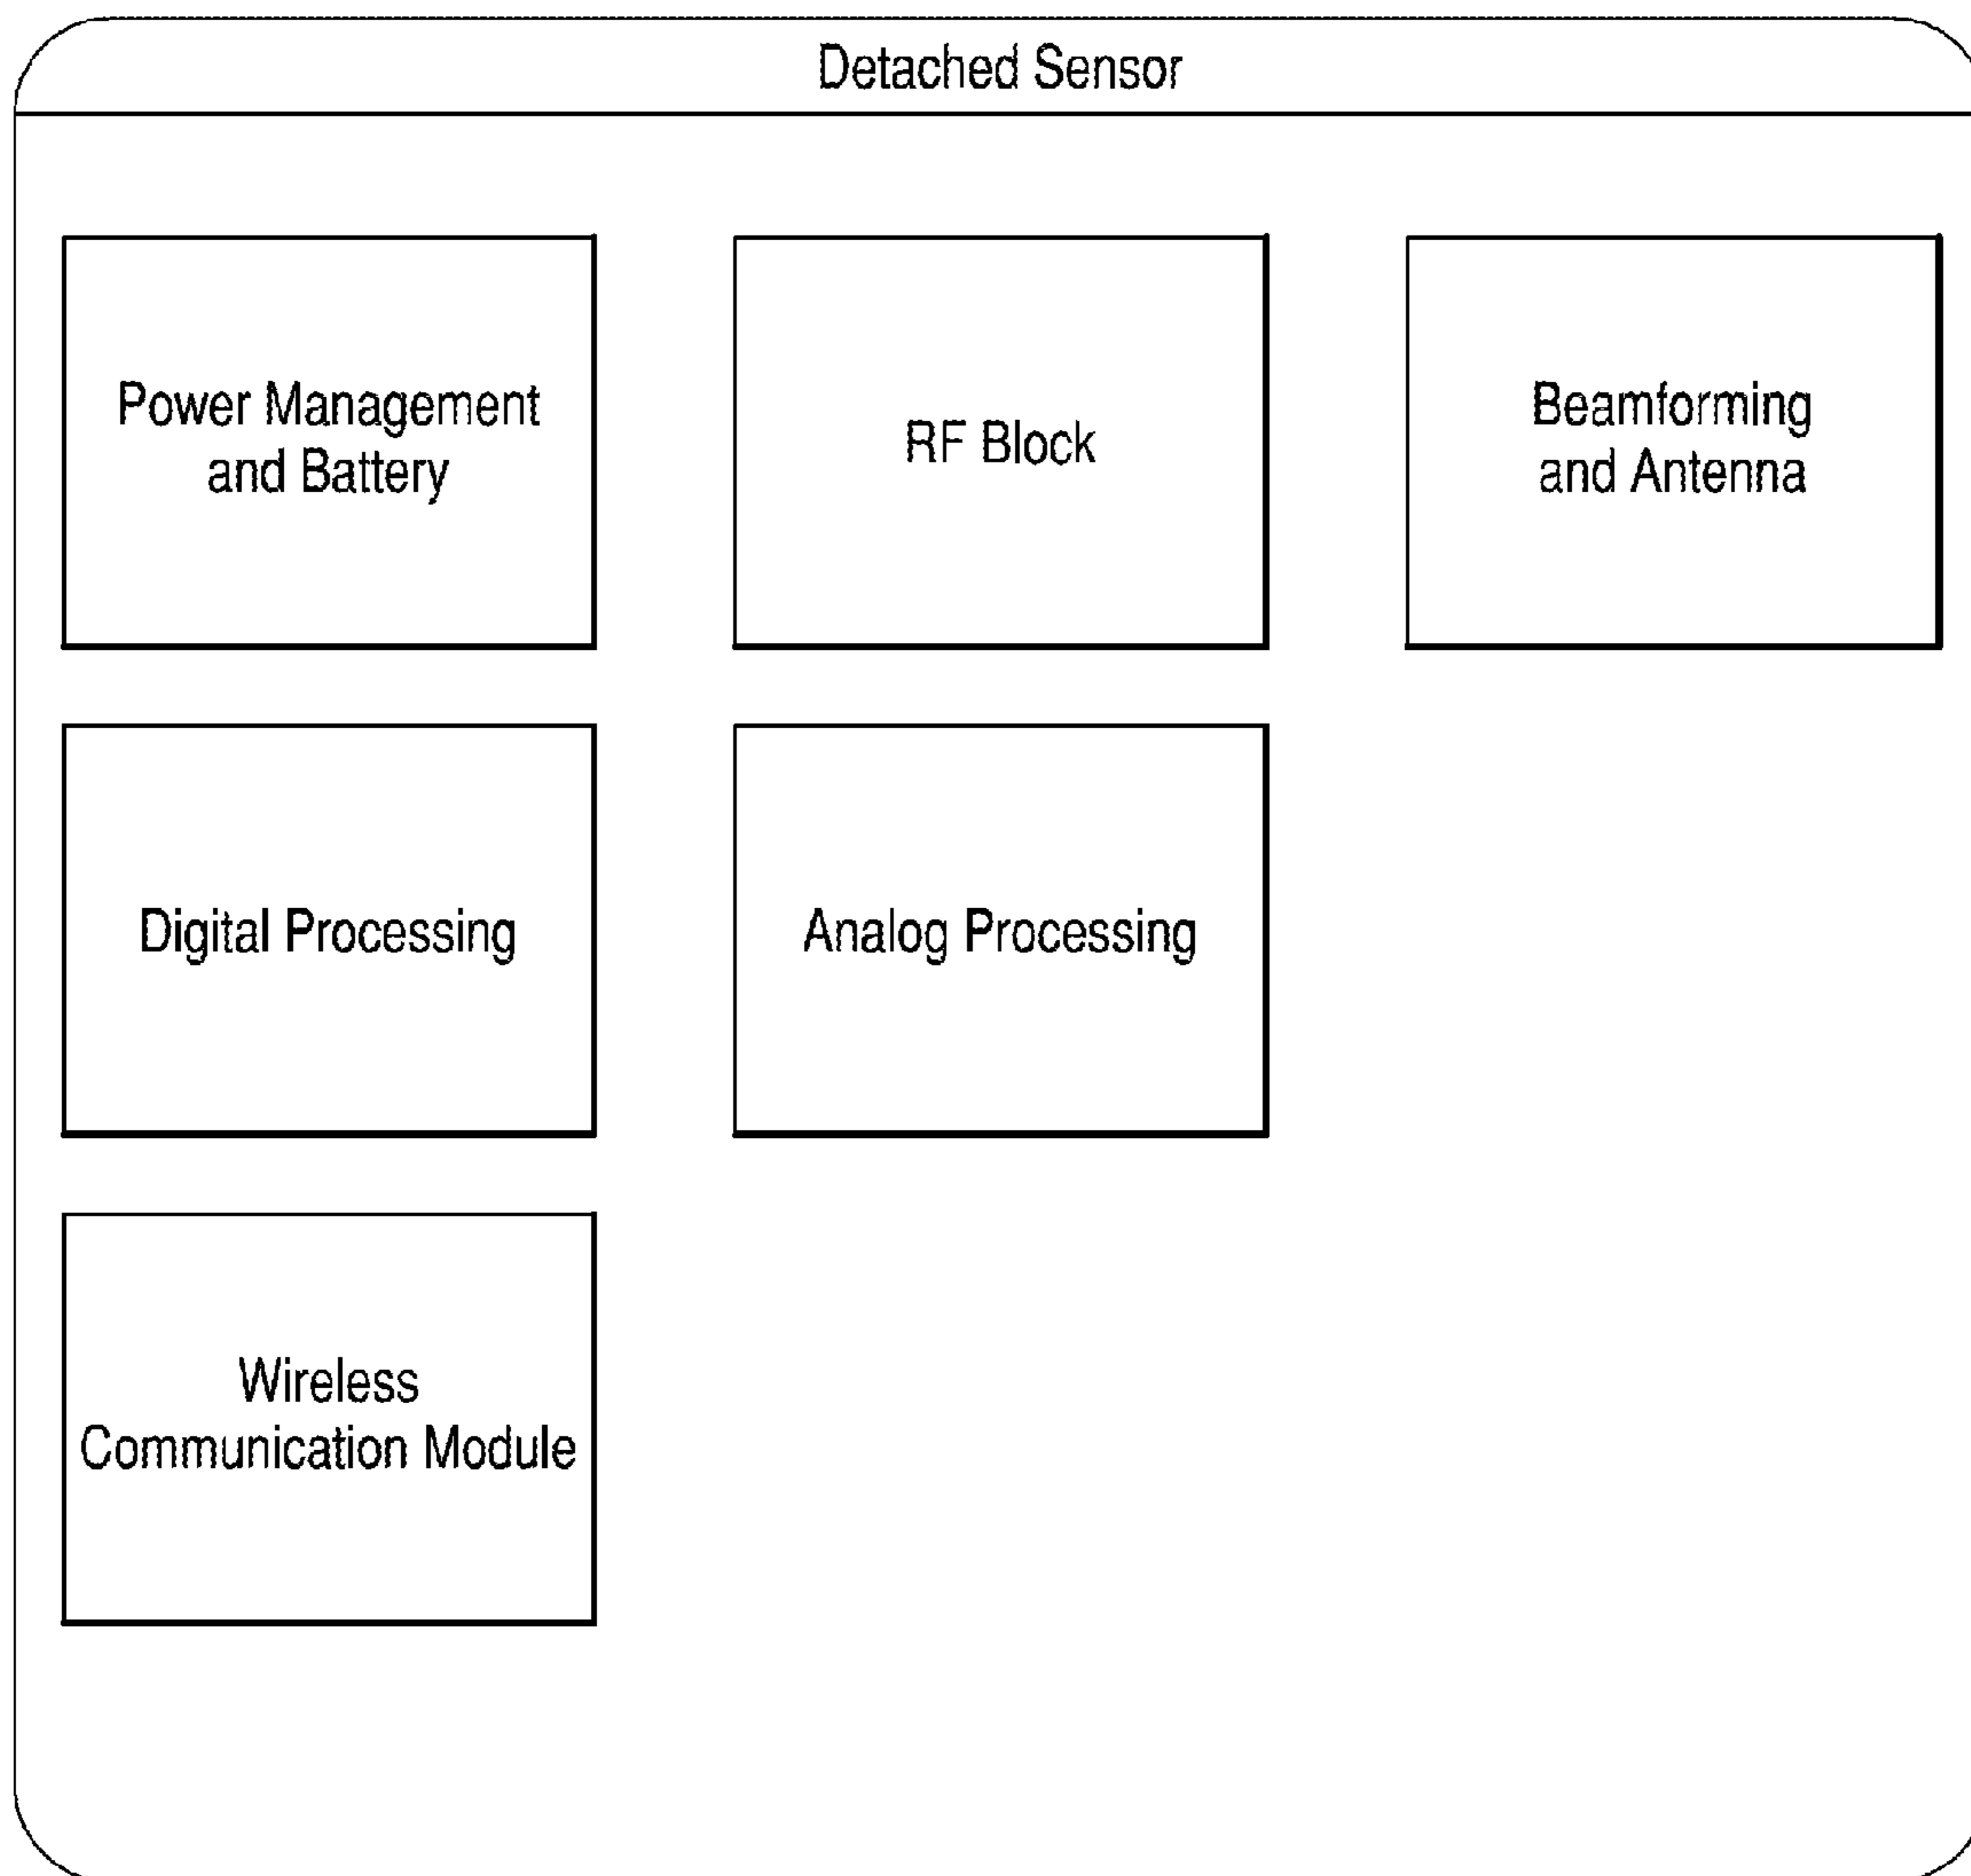 Detached Sensor
Power Management
and Battery
RF Block
Beamforming
and Antenna
Digital Processing
Analog Processing
Wireless
Communication Module